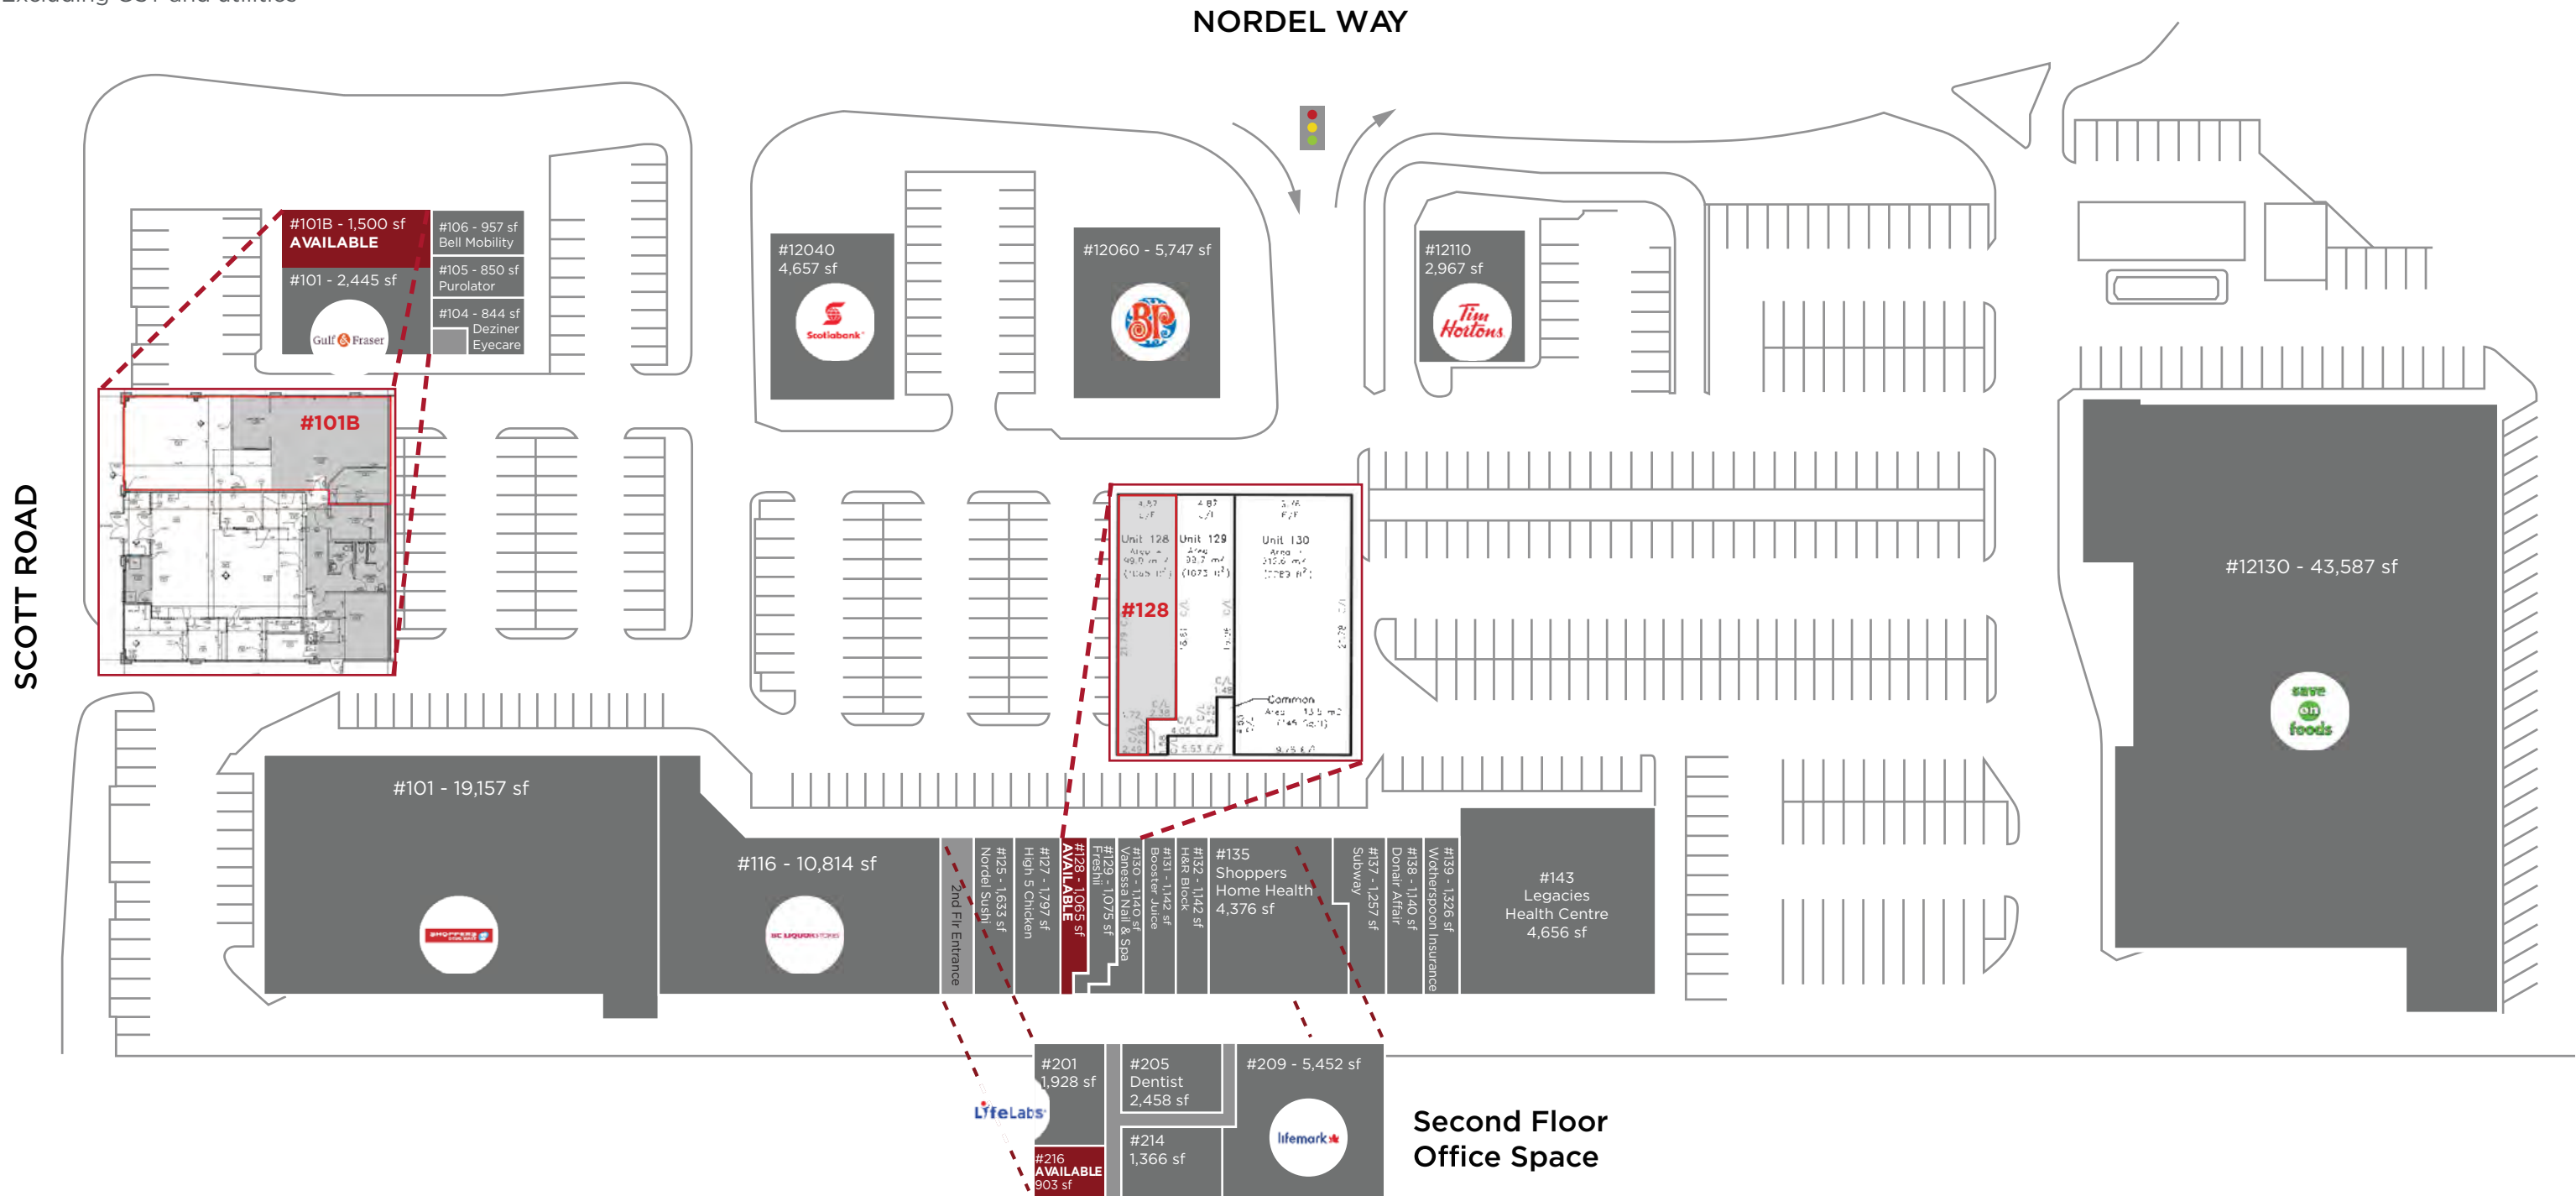 NORDEL WAY
SCOTT ROAD
#101B - 1,500 sf
AVAILABLE
#101 - 2,445 sf
Gulf & Fraser
#106 - 957 sf
Bell Mobility
#105 - 850 sf
Purolator
#104 - 844 sf
Deziner
Eyecare
#12040
4,657 sf
Scotiabank
#12060 - 5,747 sf
BP
#12110
2,967 sf
Tim
Hortons
#101B
Unit 128
Unit 129
(1075 ft²)
Unit 130
#128
Common
#12130 - 43,587 sf
save
on
foods
#101 - 19,157 sf
SHOPPERS
#116 - 10,814 sf
BC LIQUOR STORES
2nd Flr Entrance
#125 - 1,633 sf
Nordel Sushi
#127 - 1,797 sf
High 5 Chicken
#128 - 1,065 sf
AVAILABLE
#129 - 1,075 sf
Freshii
#130 - 1,140 sf
Vanessa Nail & Spa
#131 - 1,142 sf
Booster Juice
#132 - 1,142 sf
H&R Block
#135
Shoppers
Home Health
4,376 sf
#137 - 1,257 sf
Subway
#138 - 1,140 sf
Donair Affair
#139 - 1,326 sf
Wotherspoon Insurance
#143
Legacies
Health Centre
4,656 sf
#201
1,928 sf
LifeLabs
#205
Dentist
2,458 sf
#209 - 5,452 sf
lifemark
#214
1,366 sf
#216
AVAILABLE
903 sf
Second Floor
Office Space